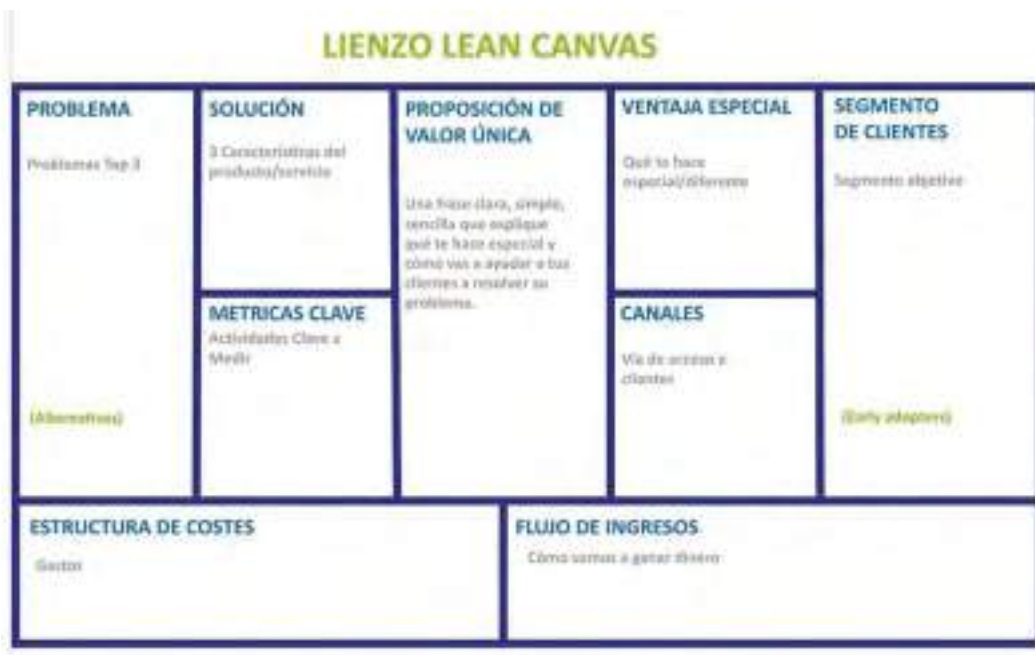 LIENZO LEAN CANVAS
PROBLEMA
Problemas Top 3
(Alternativas)
SOLUCIÓN
3 Características del
producto/servicio
METRICAS CLAVE
Actividades Clave a
Medir
PROPOSICIÓN DE
VALOR ÚNICA
Una frase clara, simple,
sencilla que explique
qué te hace especial y
cómo vas a ayudar a tus
clientes a resolver su
problema.
VENTAJA ESPECIAL
Qué te hace
especial/diferente
CANALES
Vía de acceso a
clientes
SEGMENTO
DE CLIENTES
Segmento objetivo
(Early adopters)
ESTRUCTURA DE COSTES
Gastos
FLUJO DE INGRESOS
Cómo vamos a ganar dinero